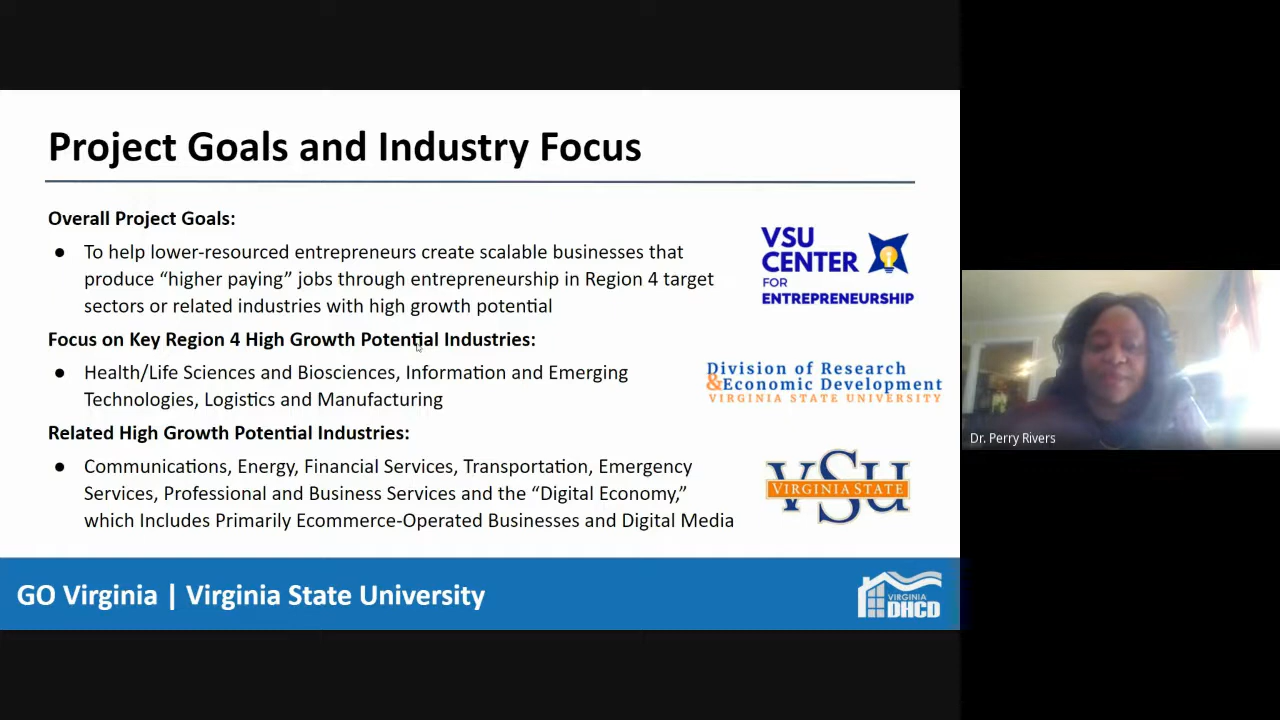 Project Goals and Industry Focus
Overall Project Goals:
● To help lower-resourced entrepreneurs create scalable businesses that
produce “higher paying” jobs through entrepreneurship in Region 4 target
sectors or related industries with high growth potential
Focus on Key Region 4 High Growth Potential Industries:
● Health/Life Sciences and Biosciences, Information and Emerging
Technologies, Logistics and Manufacturing
Related High Growth Potential Industries:
● Communications, Energy, Financial Services, Transportation, Emergency
Services, Professional and Business Services and the “Digital Economy,”
which Includes Primarily Ecommerce-Operated Businesses and Digital Media
VSU
CENTER
FOR
ENTREPRENEURSHIP
Division of Research
&Economic Development
VIRGINIA STATE UNIVERSITY
VSU
VIRGINIA STATE
GO Virginia | Virginia State University
VIRGINIA
DHCD
Dr. Perry Rivers